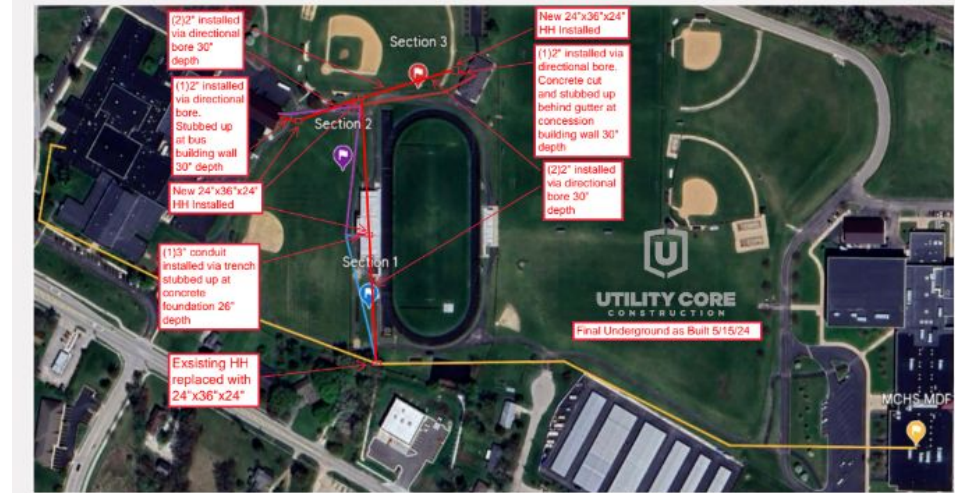 (2)2" installed
via directional
bore 30"
depth
Section 3
New 24"x36"x24"
HH Installed
(1)2" installed
via directional
bore.
Stubbed up
at bus
building wall
30" depth
Section 2
(1)2" installed via
directional bore.
Concrete cut
and stubbed up
behind gutter at
concession
building wall 30"
depth
New 24"x36"x24"
HH Installed
(2)2" installed
via directional
bore 30"
depth
(1)3" conduit
installed via trench
stubbed up at
concrete
foundation 26"
depth
Section 1
UTILITY CORE
CONSTRUCTION
Final Underground as Built 5/15/24
Exsisting HH
replaced with
24"x36"x24"
MCHS MDF